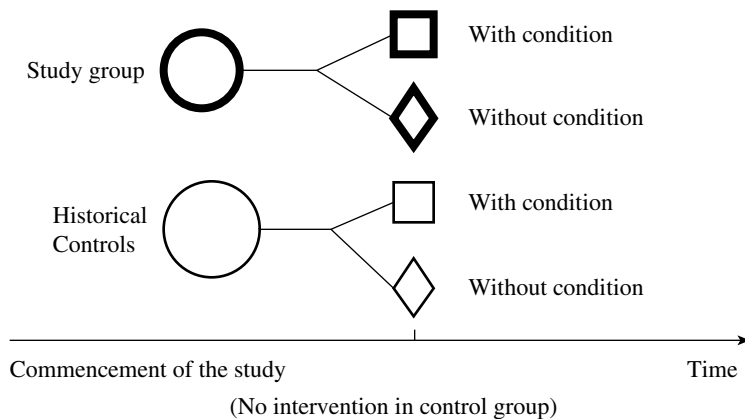 With condition
Study group
Without condition
With condition
Historical
Controls
Without condition
Commencement of the study
Time
(No intervention in control group)